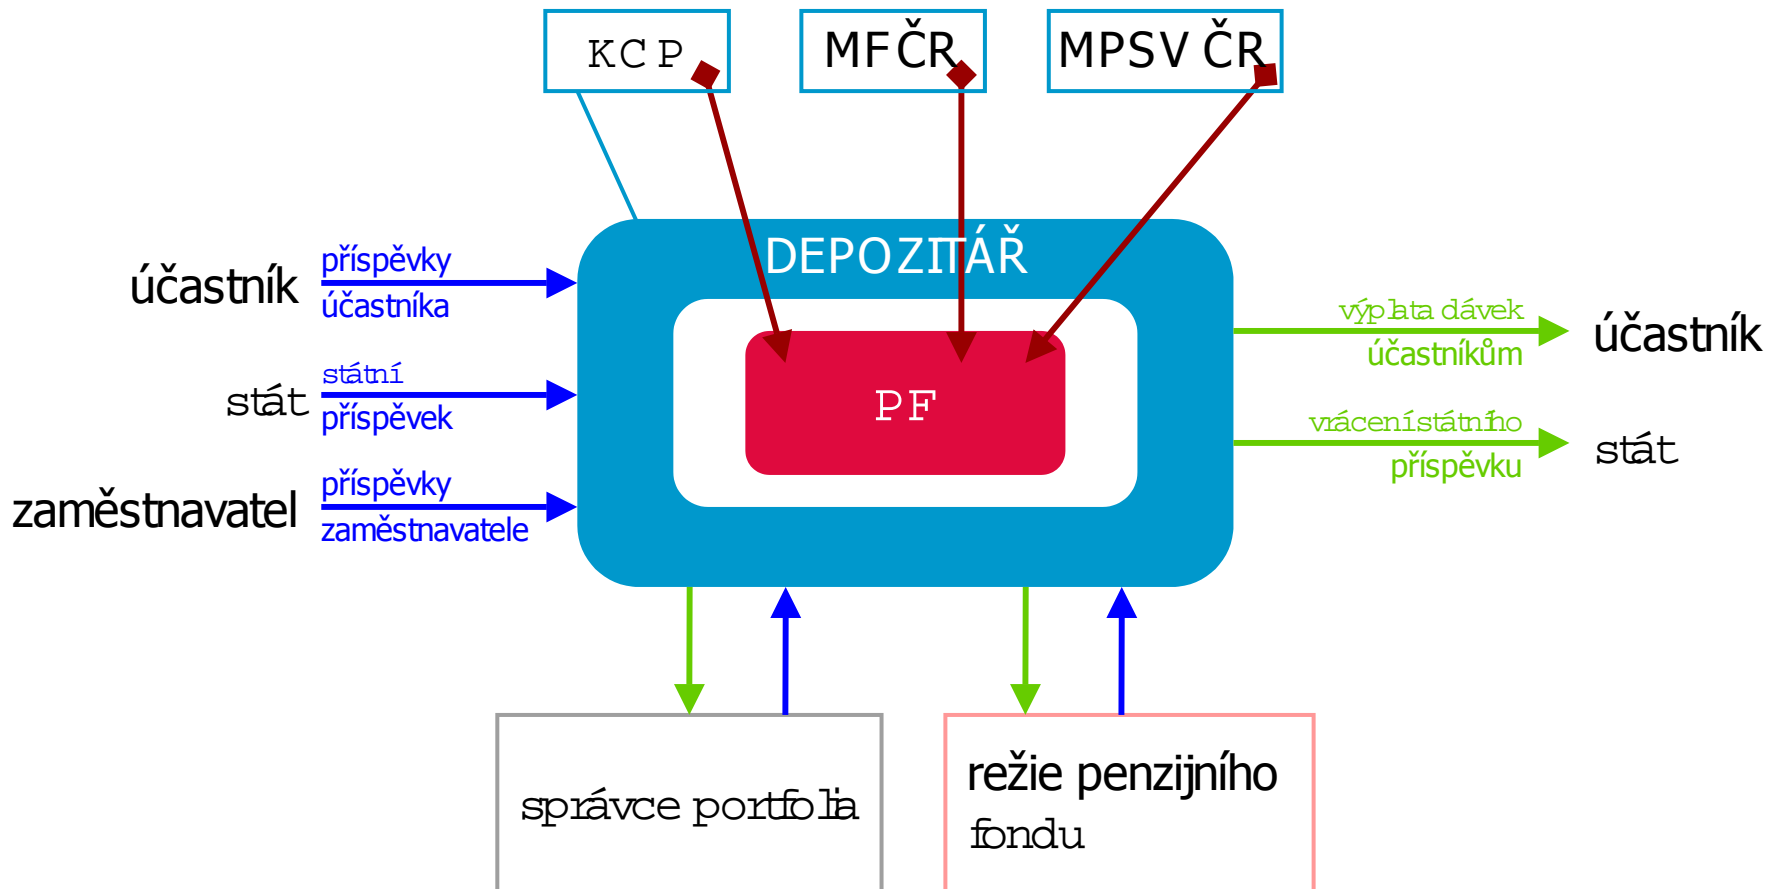 KCP
MFČR
MPSV ČR
DEPOZITÁŘ
účastník
příspěvky
účastníka
stát
státní
příspěvek
zaměstnavatel
příspěvky
zaměstnavatele
PF
výplata dávek
účastníkům
účastník
vrácení státního
příspěvku
stát
správce portfolia
režie penzijního
fondu